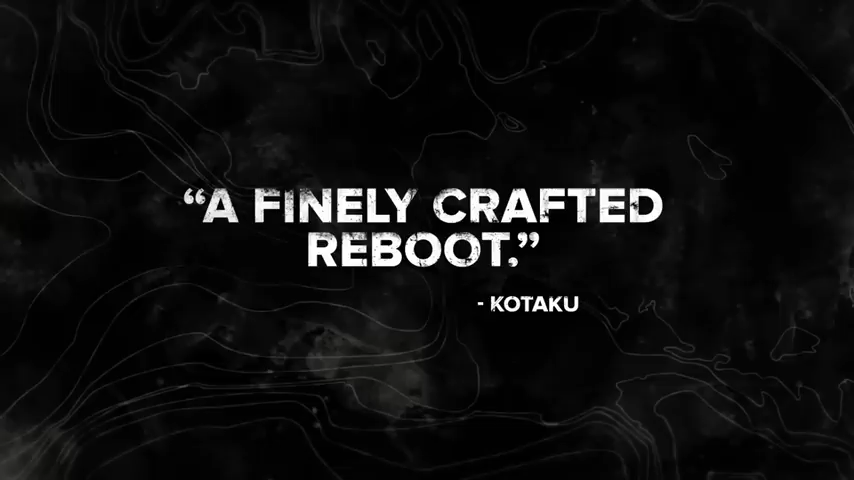 “A FINELY CRAFTED
REBOOT.”
- KOTAKU